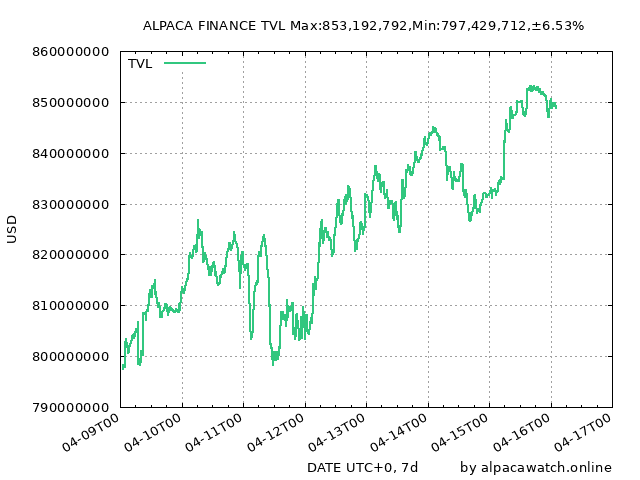 ALPACA FINANCE TVL Max:853,192,792,Min:797,429,712,±6.53%
TVL
860000000
850000000
840000000
830000000
820000000
810000000
800000000
790000000
USD
04-09T00
04-10T00
04-11T00
04-12T00
04-13T00
04-14T00
04-15T00
04-16T00
04-17T00
DATE UTC+0, 7d
by alpacawatch.online